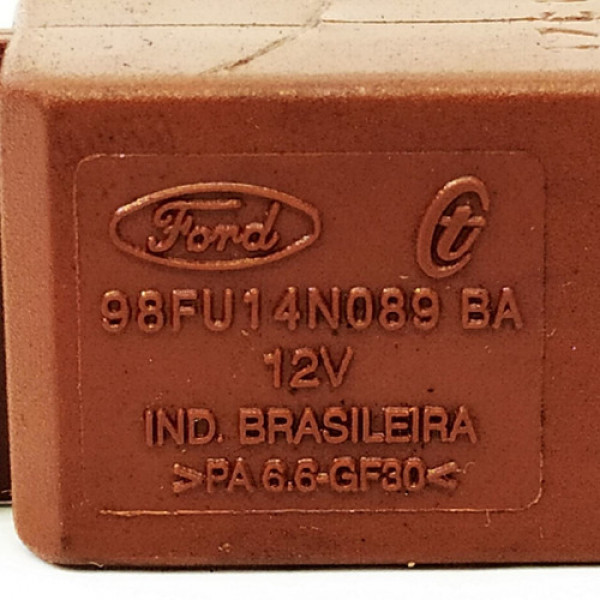 Ford
98FU14N089 BA
12V
IND. BRASILEIRA
>PA 6.6-GF30<